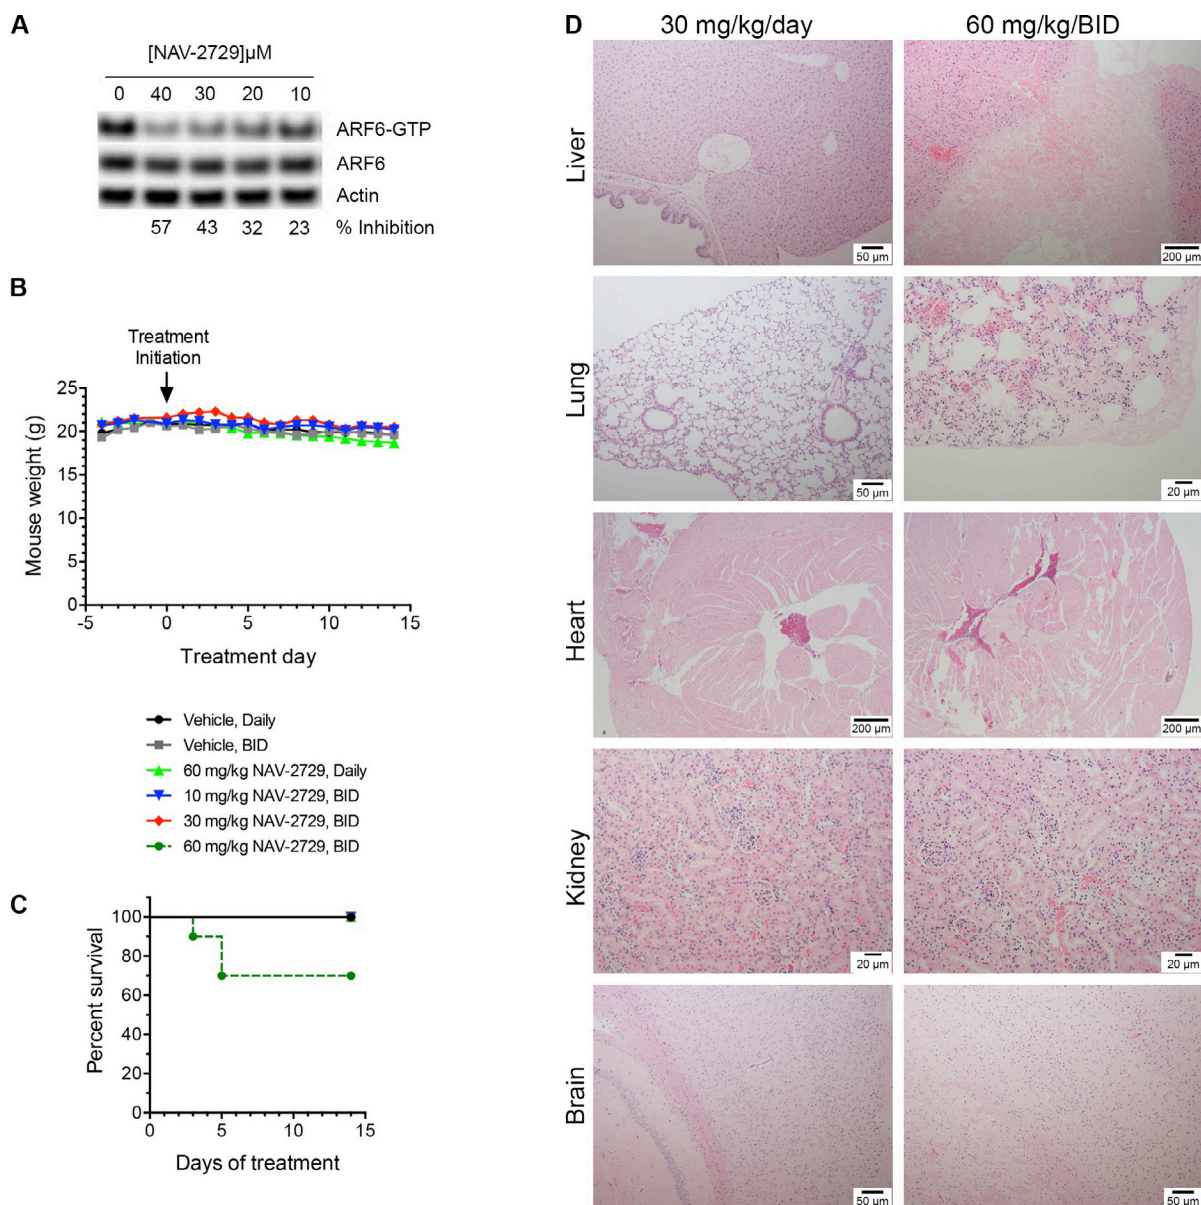 A
[NAV-2729]µM
0 40 30 20 10
ARF6-GTP
ARF6
Actin
57 43 32 23 % Inhibition
B
Treatment
Initiation
25
20
15
10
5
0
-5 0 5 10 15
Mouse weight (g)
Treatment day
Vehicle, Daily
Vehicle, BID
60 mg/kg NAV-2729, Daily
10 mg/kg NAV-2729, BID
30 mg/kg NAV-2729, BID
60 mg/kg NAV-2729, BID
C
100
80
60
40
20
0
0 5 10 15
Percent survival
Days of treatment
D
30 mg/kg/day 60 mg/kg/BID
Liver
50 µm 200 µm
Lung
50 µm 20 µm
Heart
200 µm 200 µm
Kidney
20 µm 20 µm
Brain
50 µm 50 µm